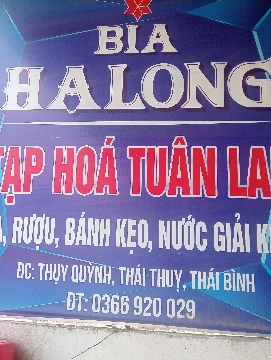 BIA
HALONG
TẠP HOÁ TUÂN LA
, RƯỢU, BÁNH KẸO, NƯỚC GIẢI K
ĐC: THỤY QUỲNH, THÁI THUỴ, THÁI BÌNH
ĐT: 0366 920 029